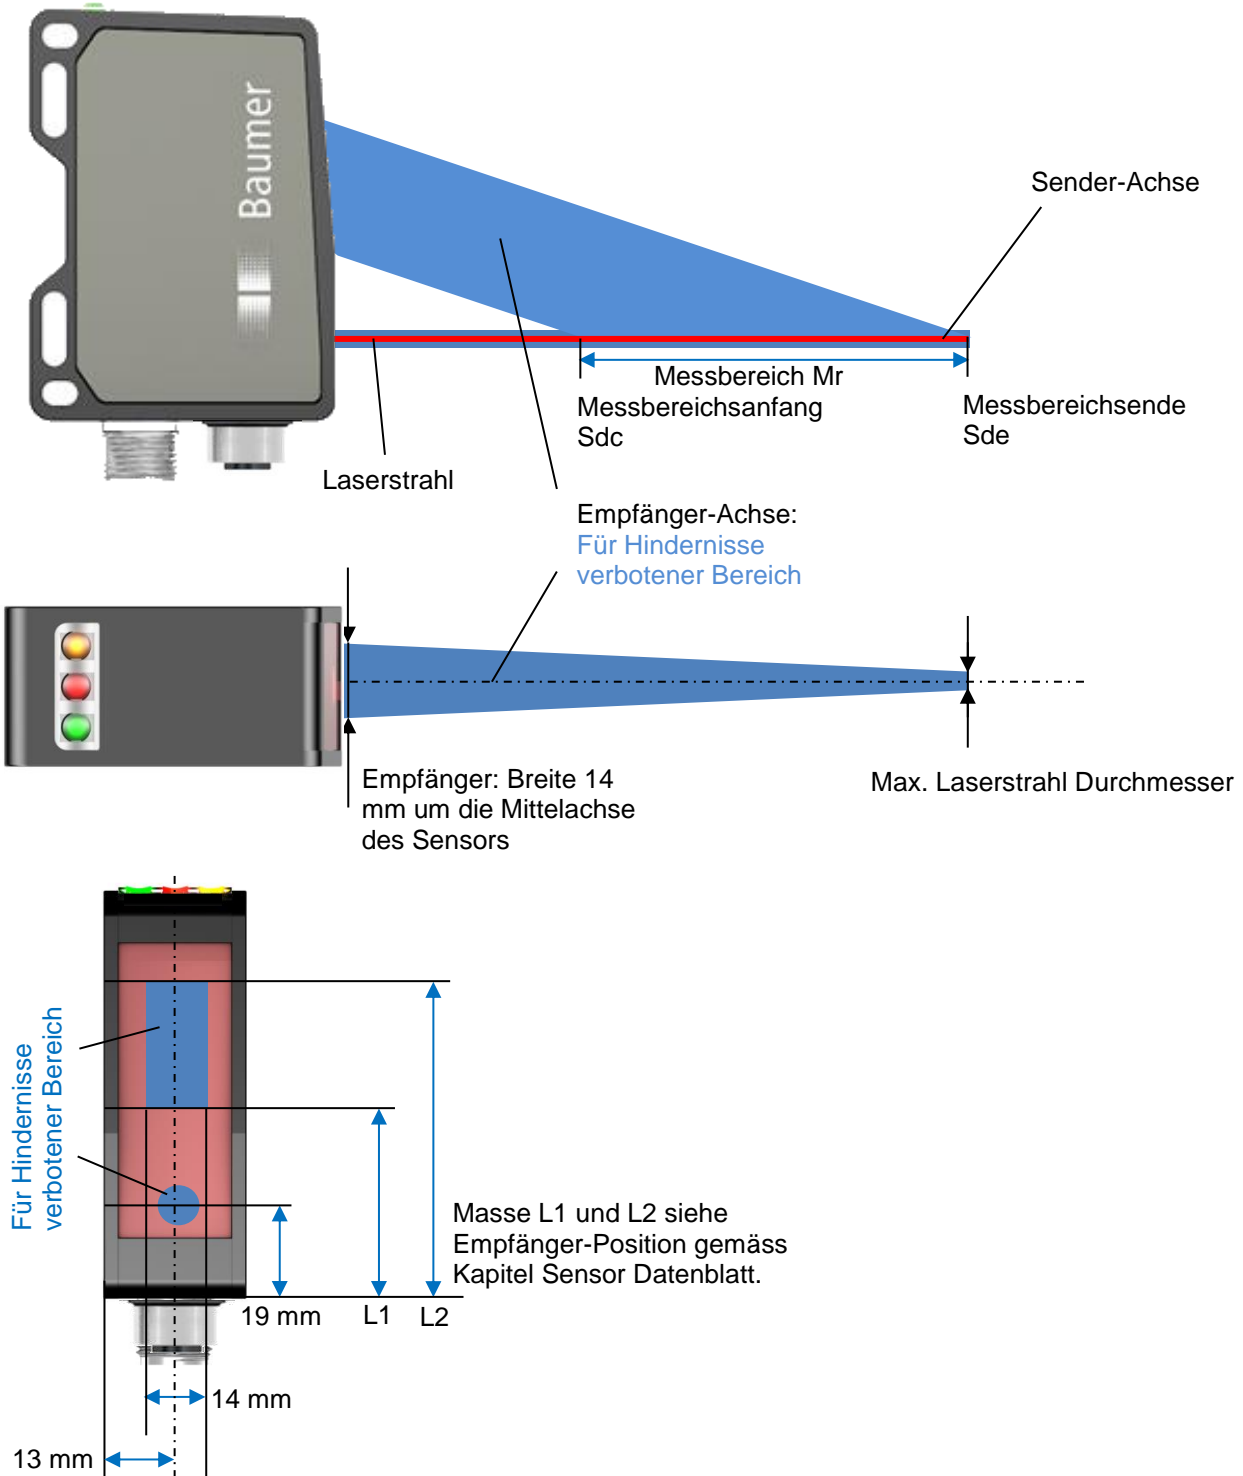 Baumer
Sender-Achse
Messbereich Mr
Messbereichsanfang
Sdc
Messbereichsende
Sde
Laserstrahl
Empfänger-Achse:
Für Hindernisse
verbotener Bereich
Empfänger: Breite 14
mm um die Mittelachse
des Sensors
Max. Laserstrahl Durchmesser
Für Hindernisse
verbotener Bereich
Masse L1 und L2 siehe
Empfänger-Position gemäss
Kapitel Sensor Datenblatt.
19 mm
L1
L2
14 mm
13 mm